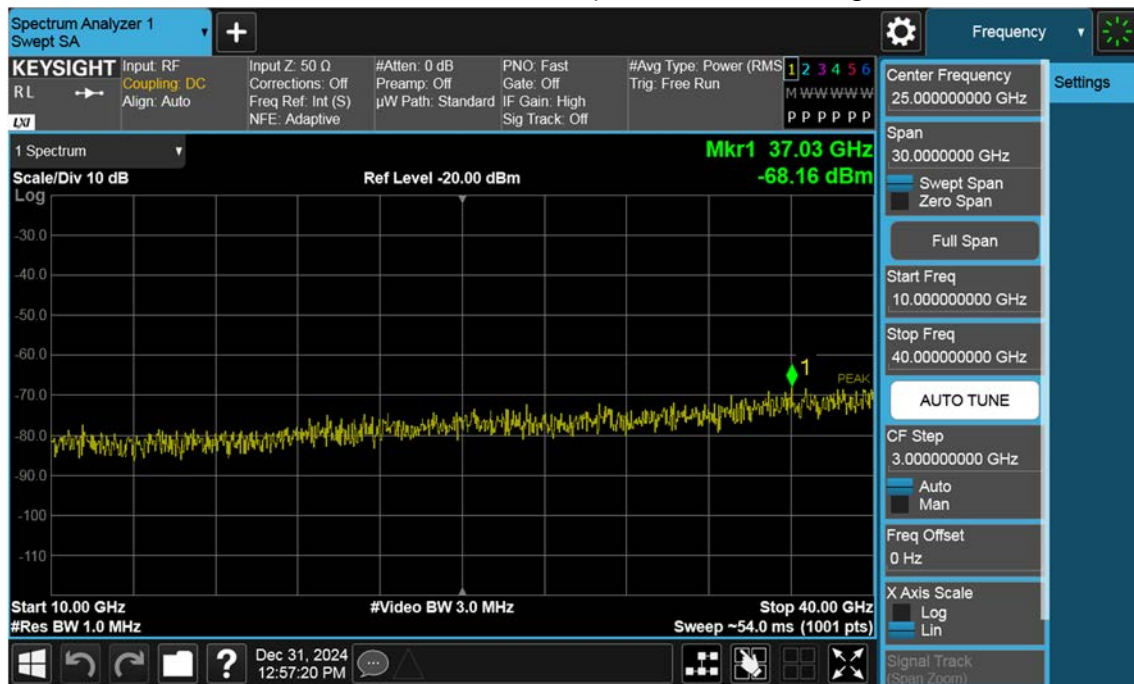 Spectrum Analyzer 1
Swept SA
+
Frequency
KEYSIGHT
RL
LXI
Input: RF
Coupling: DC
Align: Auto
Input Z: 50 Ω
Corrections: Off
Freq Ref: Int (S)
NFE: Adaptive
#Atten: 0 dB
Preamp: Off
µW Path: Standard
PNO: Fast
Gate: Off
IF Gain: High
Sig Track: Off
#Avg Type: Power (RMS
Trig: Free Run
1 2 3 4 5 6
M W W W W W
P P P P P P
1 Spectrum
Mkr1 37.03 GHz
Scale/Div 10 dB
Ref Level -20.00 dBm
-68.16 dBm
Log
-30.0
-40.0
-50.0
-60.0
1
PEAK
-70.0
-80.0
-90.0
-100
-110
Start 10.00 GHz
#Video BW 3.0 MHz
Stop 40.00 GHz
#Res BW 1.0 MHz
Sweep ~54.0 ms (1001 pts)
?
Dec 31, 2024
12:57:20 PM
Center Frequency
25.000000000 GHz
Settings
Span
30.0000000 GHz
Swept Span
Zero Span
Full Span
Start Freq
10.000000000 GHz
Stop Freq
40.000000000 GHz
AUTO TUNE
CF Step
3.000000000 GHz
Auto
Man
Freq Offset
0 Hz
X Axis Scale
Log
Lin
Signal Track
(Span Zoom)